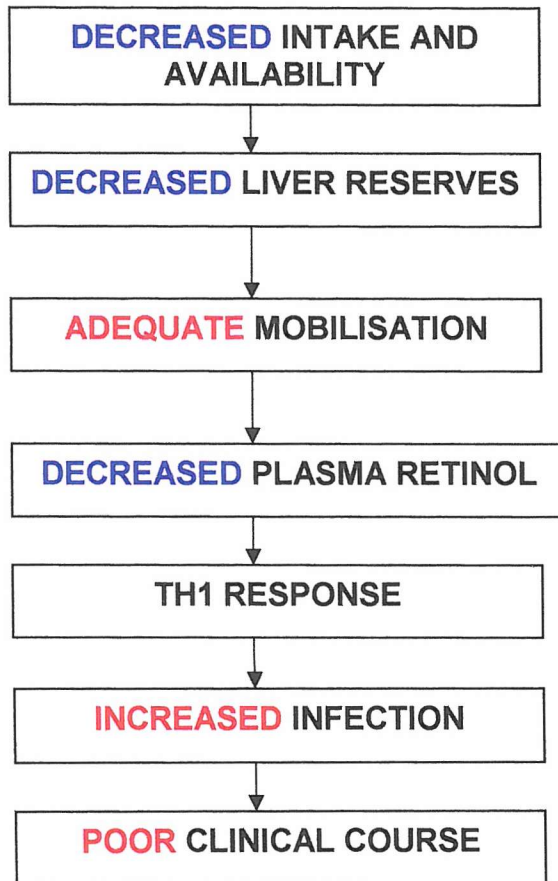 DECREASED INTAKE AND
AVAILABILITY
DECREASED LIVER RESERVES
ADEQUATE MOBILISATION
DECREASED PLASMA RETINOL
TH1 RESPONSE
INCREASED INFECTION
POOR CLINICAL COURSE